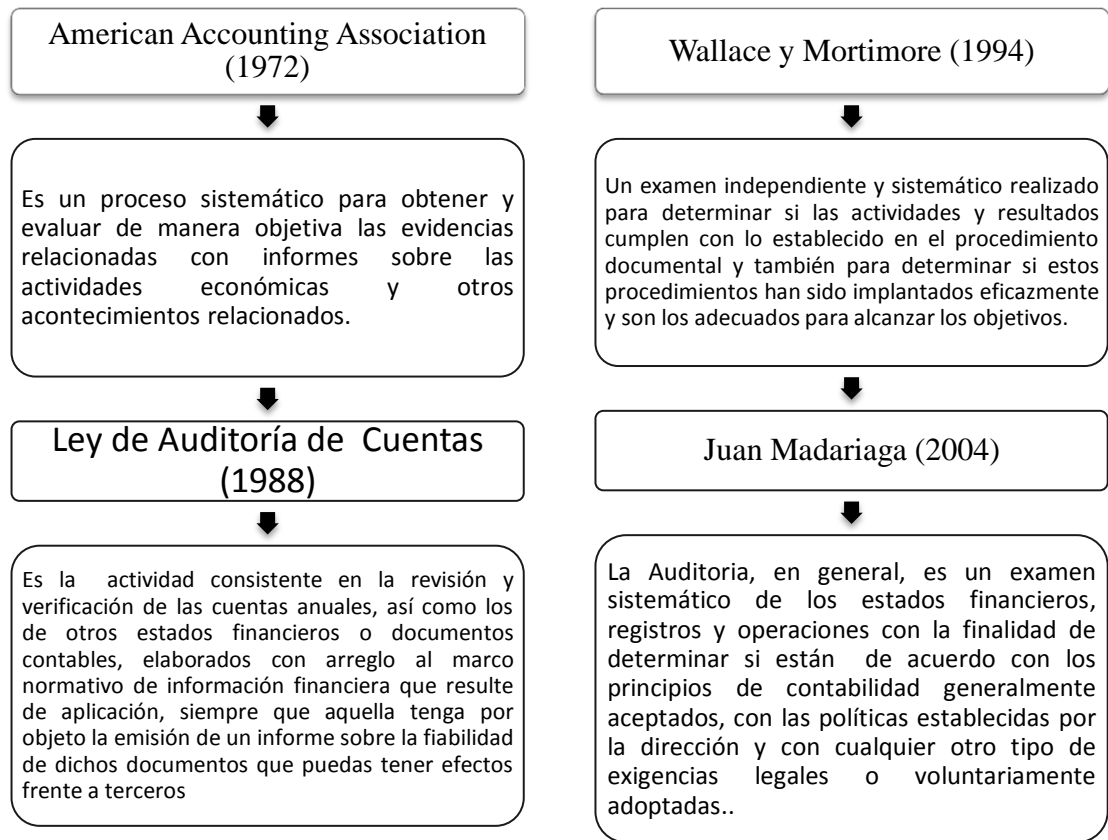 American Accounting Association
(1972)
Es un proceso sistemático para obtener y
evaluar de manera objetiva las evidencias
relacionadas con informes sobre las
actividades económicas y otros
acontecimientos relacionados.
Ley de Auditoría de Cuentas
(1988)
Es la actividad consistente en la revisión y
verificación de las cuentas anuales, así como los
de otros estados financieros o documentos
contables, elaborados con arreglo al marco
normativo de información financiera que resulte
de aplicación, siempre que aquella tenga por
objeto la emisión de un informe sobre la fiabilidad
de dichos documentos que puedas tener efectos
frente a terceros
Wallace y Mortimore (1994)
Un examen independiente y sistemático realizado
para determinar si las actividades y resultados
cumplen con lo establecido en el procedimiento
documental y también para determinar si estos
procedimientos han sido implantados eficazmente
y son los adecuados para alcanzar los objetivos.
Juan Madariaga (2004)
La Auditoria, en general, es un examen
sistemático de los estados financieros,
registros y operaciones con la finalidad de
determinar si están de acuerdo con los
principios de contabilidad generalmente
aceptados, con las políticas establecidas por
la dirección y con cualquier otro tipo de
exigencias legales o voluntariamente
adoptadas..